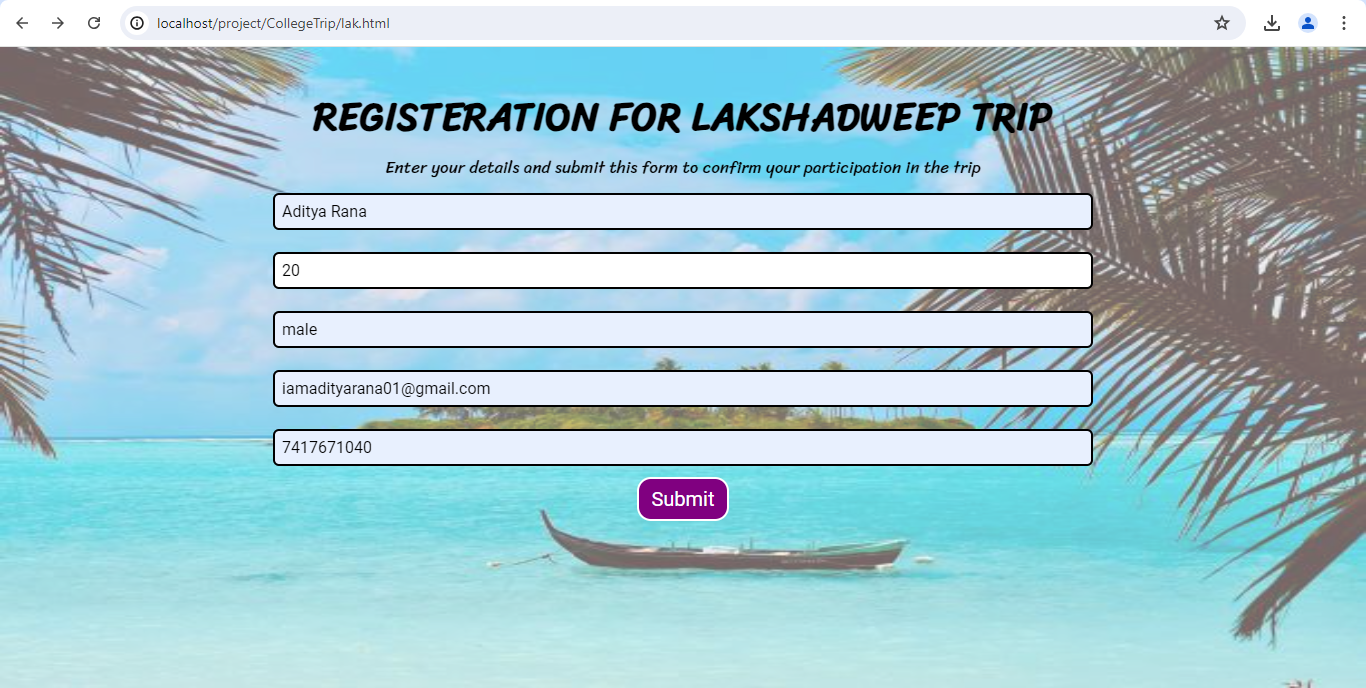 localhost/project/CollegeTrip/lak.html
REGISTERATION FOR LAKSHADWEEP TRIP
Enter your details and submit this form to confirm your participation in the trip
Aditya Rana
20
male
iamadityarana01@gmail.com
7417671040
Submit